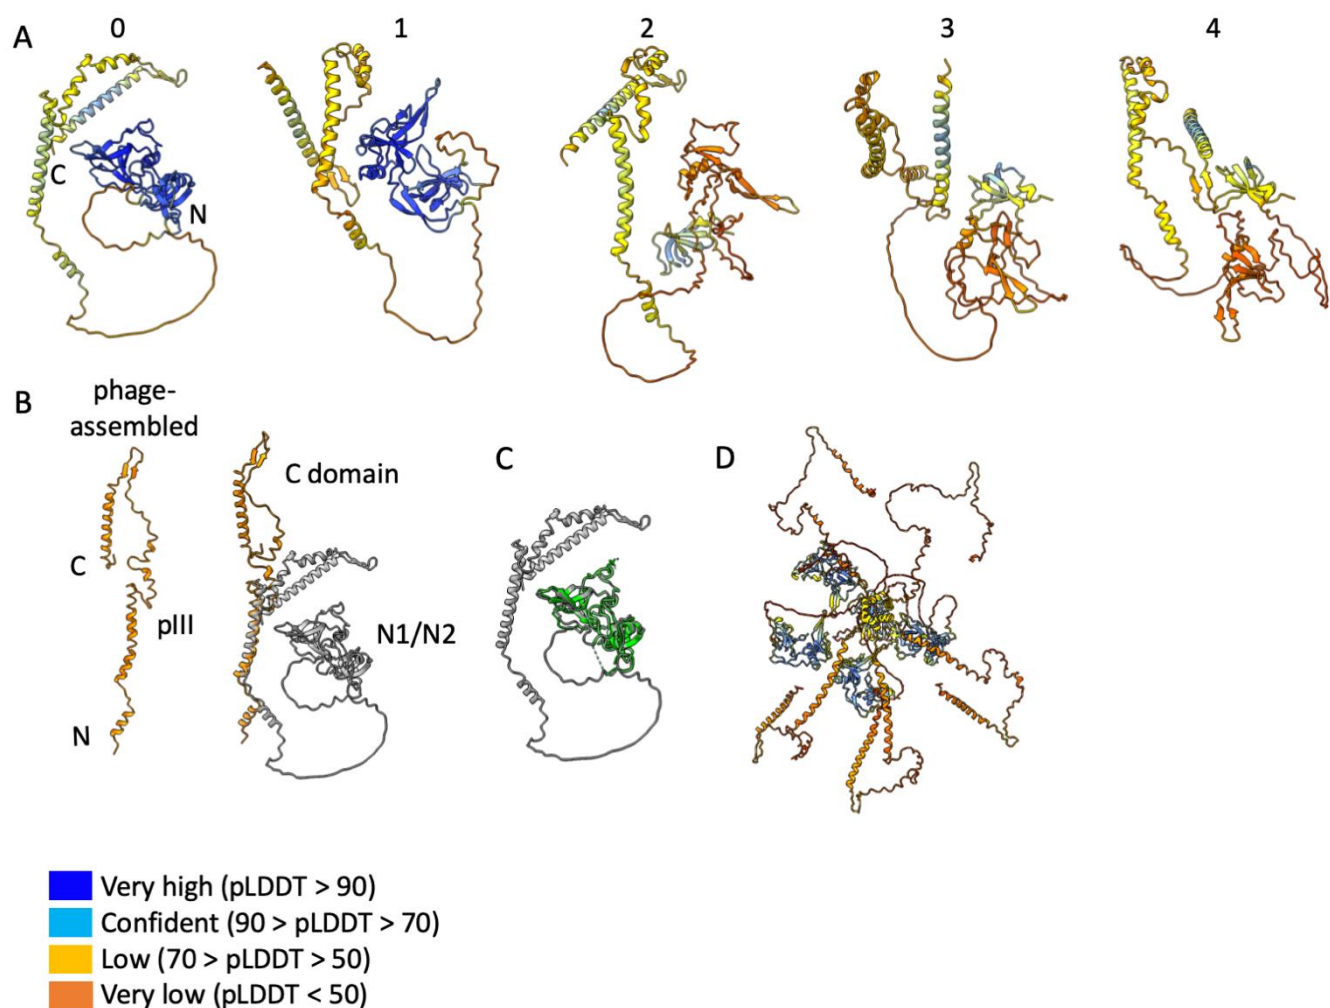 A
0
1
2
3
4
C
N
B
phage-
assembled
C
pIII
N
C domain
N1/N2
C
D
Very high (pLDDT > 90)
Confident (90 > pLDDT > 70)
Low (70 > pLDDT > 50)
Very low (pLDDT < 50)